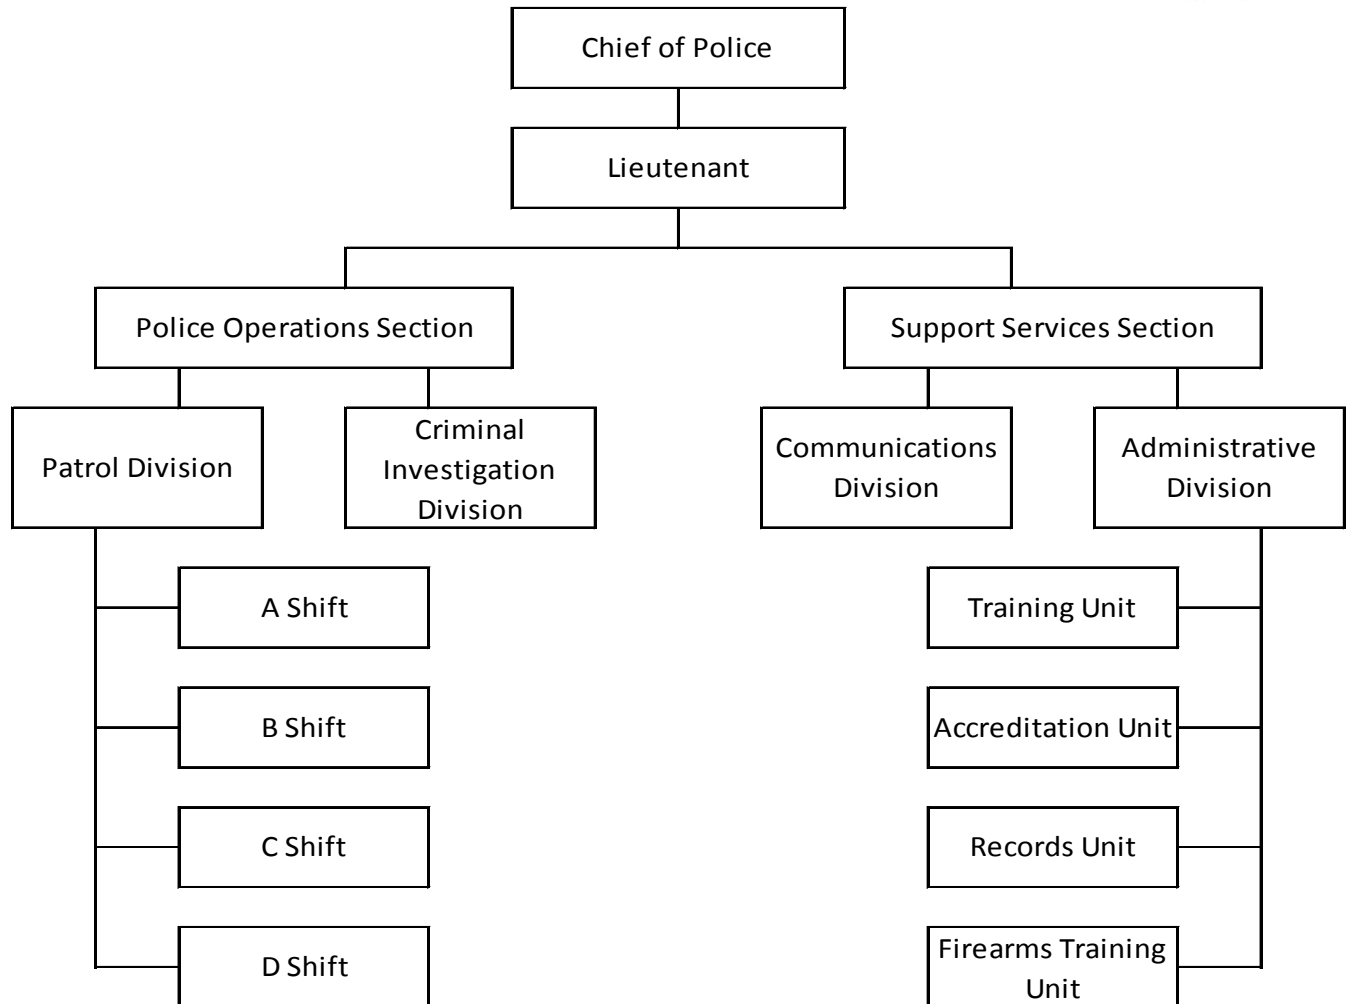 Chief of Police
Lieutenant
Police Operations Section
Support Services Section
Patrol Division
Criminal
Investigation
Division
Communications
Division
Administrative
Division
A Shift
Training Unit
B Shift
Accreditation Unit
C Shift
Records Unit
D Shift
Firearms Training
Unit